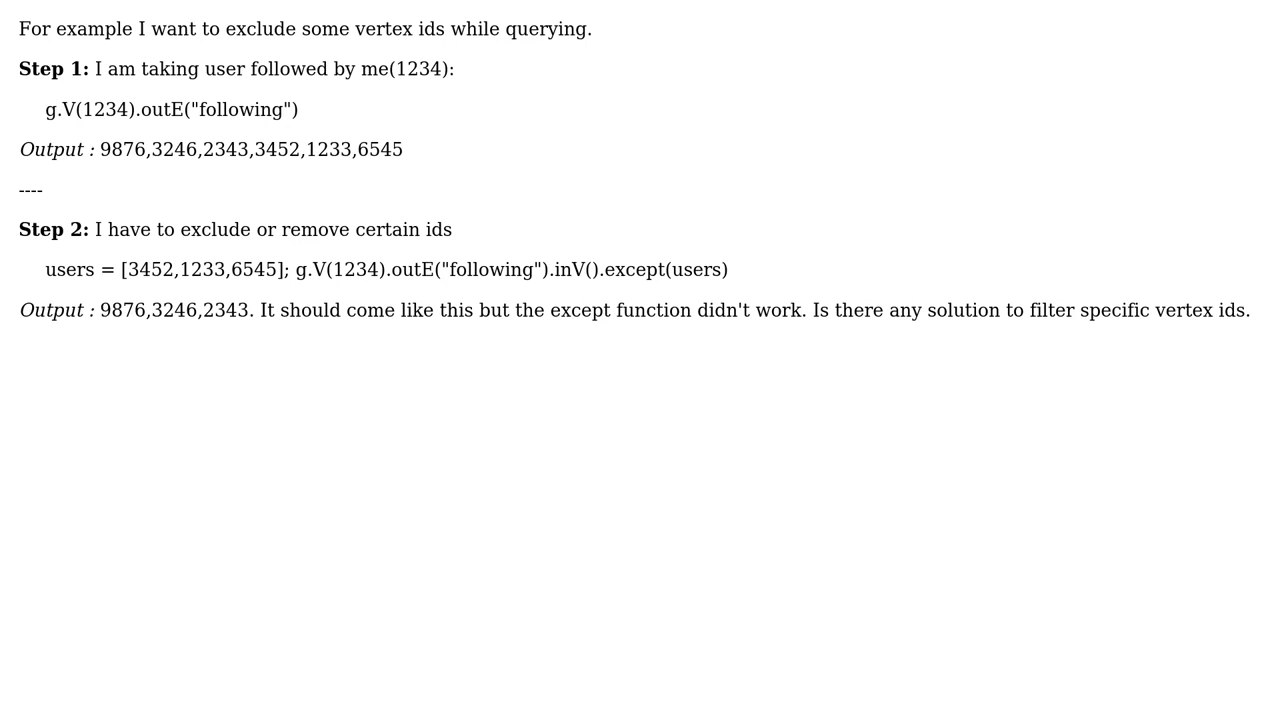 For example I want to exclude some vertex ids while querying.
Step 1: I am taking user followed by me(1234):
g.V(1234).outE("following")
Output : 9876,3246,2343,3452,1233,6545
----
Step 2: I have to exclude or remove certain ids
users = [3452,1233,6545]; g.V(1234).outE("following").inV().except(users)
Output : 9876,3246,2343. It should come like this but the except function didn't work. Is there any solution to filter specific vertex ids.